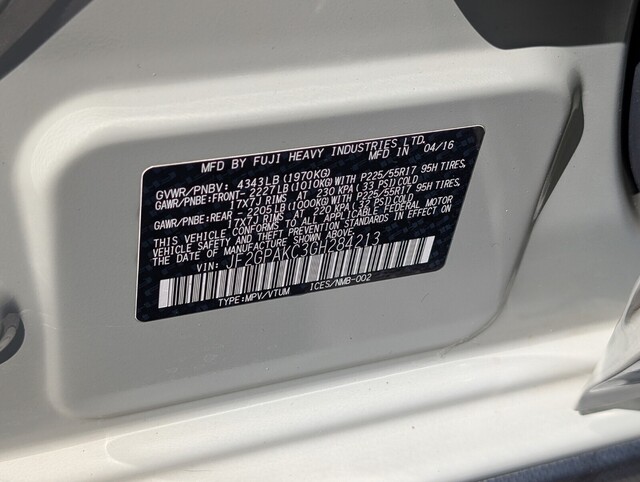 MFD BY FUJI HEAVY INDUSTRIES LTD.
MFD IN 04/16
GVWR/PNBV: 4343LB(1970KG)
GAWR/PNBE:FRONT-2227LB(1010KG)WITH P225/55R17 95H TIRES,
17X7J RIMS AT 230 KPA(33 PSI)COLD
GAWR/PNBE:REAR -2205LB(1000KG)WITH P225/55R17 95H TIRES,
17X7J RIMS AT 220 KPA(32 PSI)COLD
THIS VEHICLE CONFORMS TO ALL APPLICABLE FEDERAL MOTOR
VEHICLE SAFETY AND THEFT PREVENTION STANDARDS IN EFFECT ON
THE DATE OF MANUFACTURE SHOWN ABOVE.
VIN: JF2GPAKC3GH284213
TYPE:MPV/VTUM ICES/NMB-002